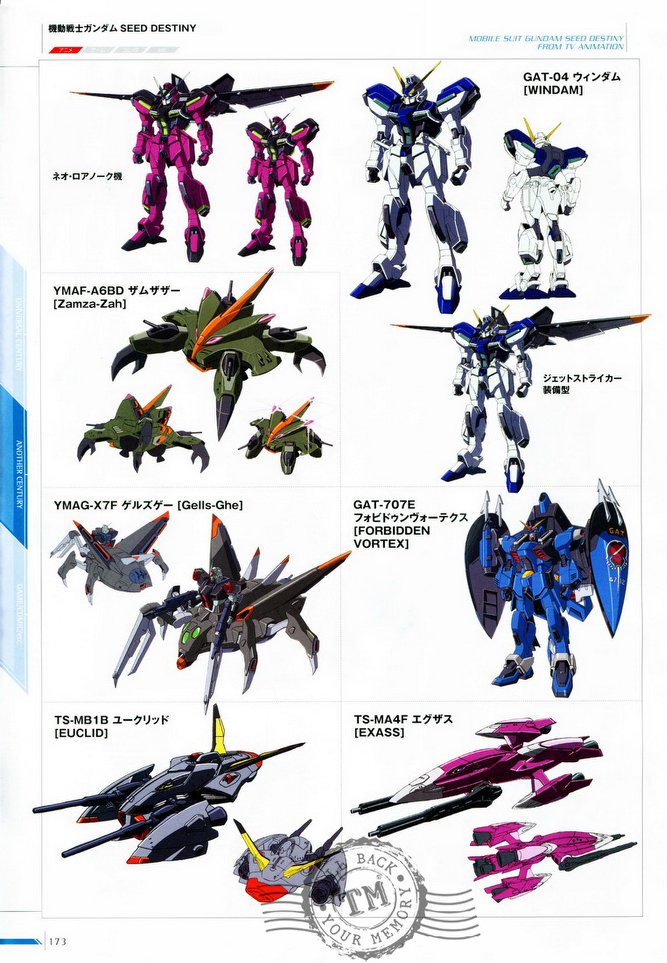 機動戦士ガンダム SEED DESTINY
アニメ
MOBILE SUIT GUNDAM SEED DESTINY
FROM TV ANIMATION
ネオ・ロアノーク機
GAT-04 ウィンダム
[WINDAM]
YMAF-A6BD ザムザザー
[Zamza-Zah]
ジェットストライカー
装備型
YMAG-X7F ゲルズゲー [Gells-Ghe]
GAT-707E
フォビドゥンヴォーテクス
[FORBIDDEN
VORTEX]
GAT
TS-MB1B ユークリッド
[EUCLID]
TS-MA4F エグザス
[EXASS]
UNIVERSAL CENTURY
ANOTHER CENTURY
BACK
TM
YOUR MEMORY
173